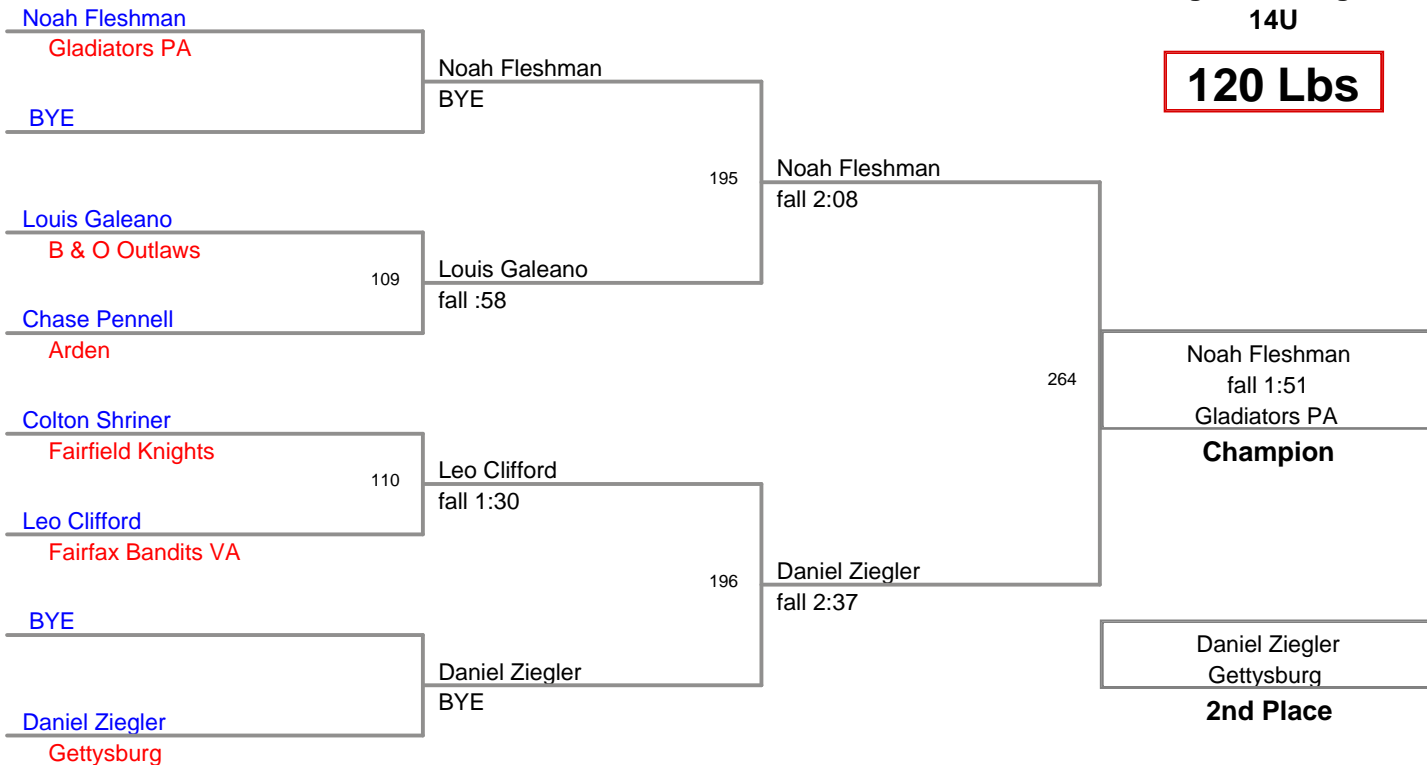 14U
120 Lbs
Noah Fleshman
Gladiators PA
BYE
Louis Galeano
B & O Outlaws
109
Chase Pennell
Arden
Colton Shriner
Fairfield Knights
110
Leo Clifford
Fairfax Bandits VA
BYE
Daniel Ziegler
Gettysburg
Noah Fleshman
BYE
195
Louis Galeano
fall :58
Leo Clifford
fall 1:30
196
Daniel Ziegler
BYE
Noah Fleshman
fall 2:08
264
Daniel Ziegler
fall 2:37
Noah Fleshman
fall 1:51
Gladiators PA
Champion
Daniel Ziegler
Gettysburg
2nd Place